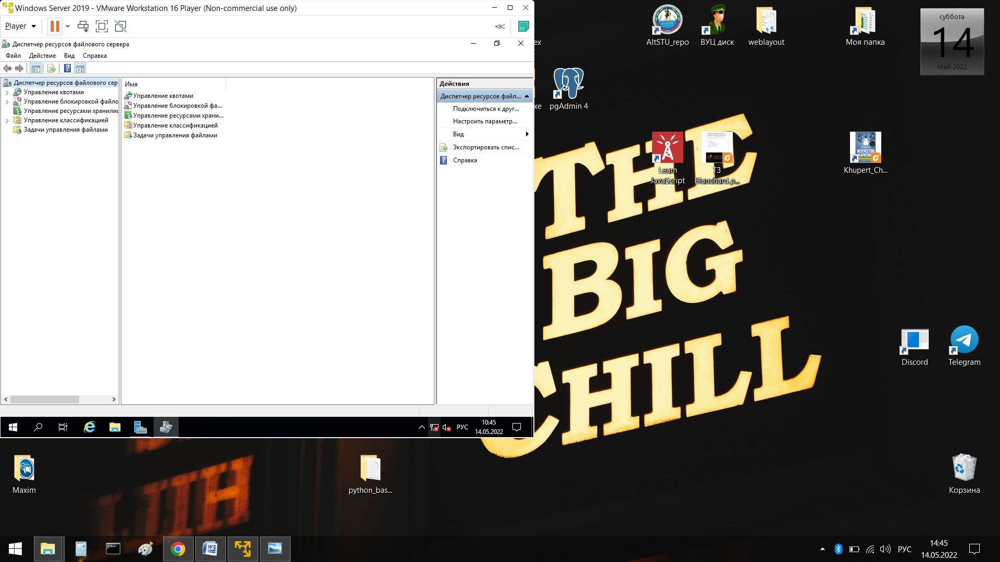 Windows Server 2019 - VMware Workstation 16 Player (Non-commercial use only)
Player
Диспетчер ресурсов файлового сервера
Файл Действие Вид Справка
Диспетчер ресурсов файлового сер
Управление квотами
Управление блокировкой файло
Управление ресурсами хранили
Управление классификацией
Задачи управления файлами
Имя
Управление квотами
Управление блокировкой фа...
Управление ресурсами храни...
Управление классификацией
Задачи управления файлами
Действия
Диспетчер ресурсов файл...
Подключиться к друг...
Настроить параметр...
Вид
Экспортировать спис...
Справка
РУС
10:45
14.05.2022
ex
xe
AltSTU_repo
ВУЦ диск
weblayout
Моя папка
суббота
14
Май 2022
pgAdmin 4
Learn
JavaScript
ТЗ
Blanchard.p...
ИСКУССТВО
Khupert_Ch...
THE
BIG
CHILL
Discord
Telegram
Maxim
python_bas...
Корзина
РУС
14:45
14.05.2022